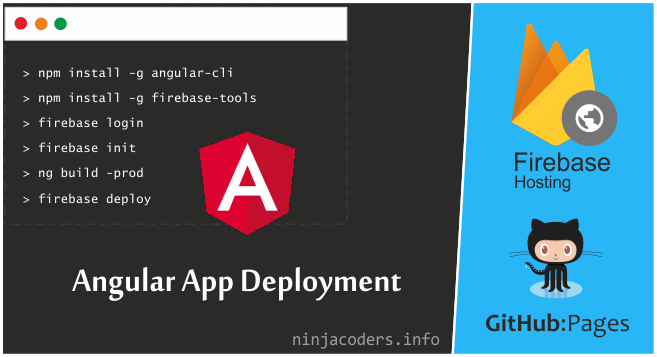 > npm install -g angular-cli
> npm install -g firebase-tools
> firebase login
> firebase init
> ng build -prod
> firebase deploy
A
Angular App Deployment
ninjacoders.info
Firebase
Hosting
GitHub:Pages